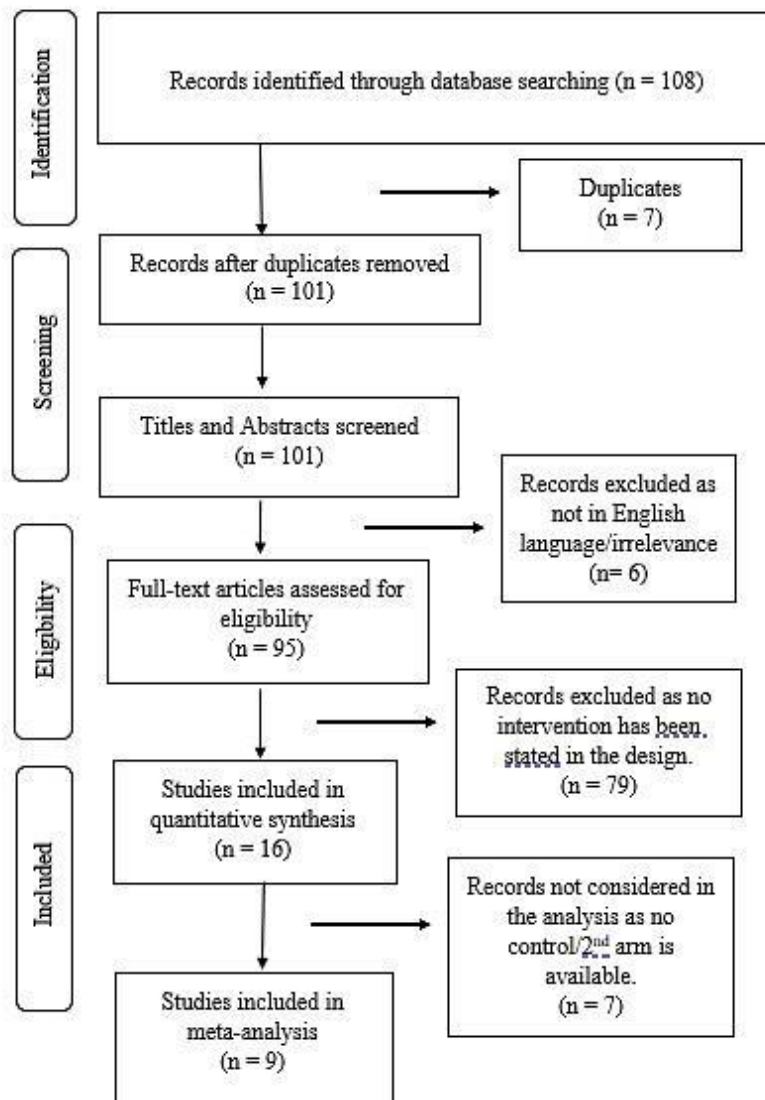 Identification
Records identified through database searching (n = 108)
Duplicates
(n = 7)
Screening
Records after duplicates removed
(n = 101)
Titles and Abstracts screened
(n = 101)
Records excluded as
not in English
language/irrelevance
(n= 6)
Eligibility
Full-text articles assessed for
eligibility
(n = 95)
Records excluded as no
intervention has been
stated in the design.
(n = 79)
Included
Studies included in
quantitative synthesis
(n = 16)
Records not considered in
the analysis as no
control/2nd arm is
available.
(n = 7)
Studies included in
meta-analysis
(n = 9)